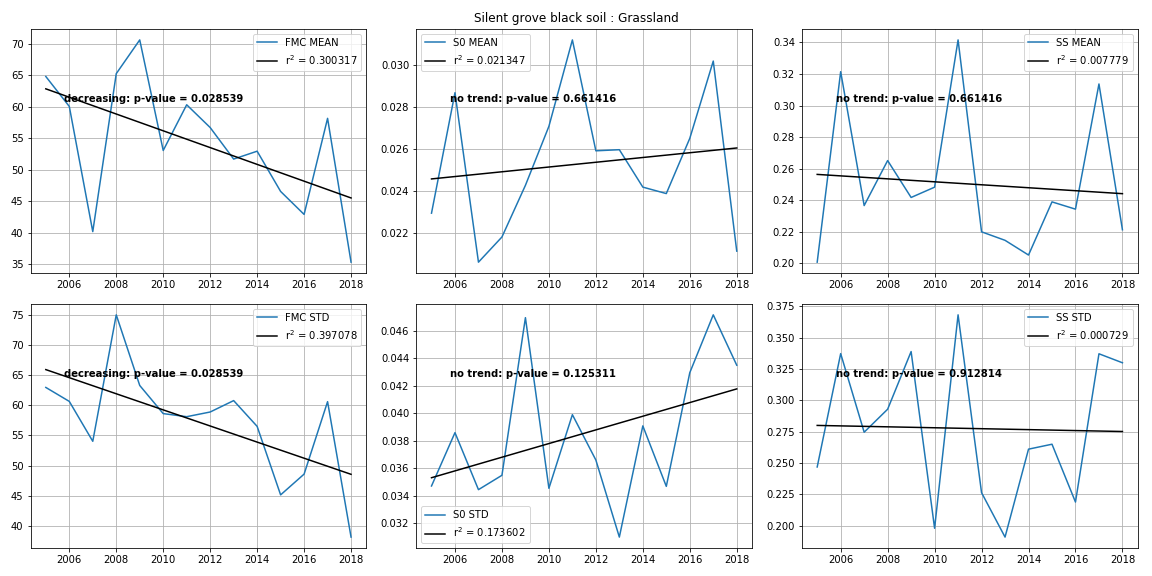 Silent grove black soil : Grassland
FMC MEAN
r² = 0.300317
decreasing: p-value = 0.028539
70
65
60
55
50
45
40
35
2006 2008 2010 2012 2014 2016 2018
S0 MEAN
r² = 0.021347
no trend: p-value = 0.661416
0.030
0.028
0.026
0.024
0.022
2006 2008 2010 2012 2014 2016 2018
SS MEAN
r² = 0.007779
no trend: p-value = 0.661416
0.34
0.32
0.30
0.28
0.26
0.24
0.22
0.20
2006 2008 2010 2012 2014 2016 2018
FMC STD
r² = 0.397078
decreasing: p-value = 0.028539
75
70
65
60
55
50
45
40
2006 2008 2010 2012 2014 2016 2018
0.046
0.044
no trend: p-value = 0.125311
0.042
0.040
0.038
0.036
0.034
0.032
S0 STD
r² = 0.173602
2006 2008 2010 2012 2014 2016 2018
SS STD
r² = 0.000729
no trend: p-value = 0.912814
0.375
0.350
0.325
0.300
0.275
0.250
0.225
0.200
2006 2008 2010 2012 2014 2016 2018